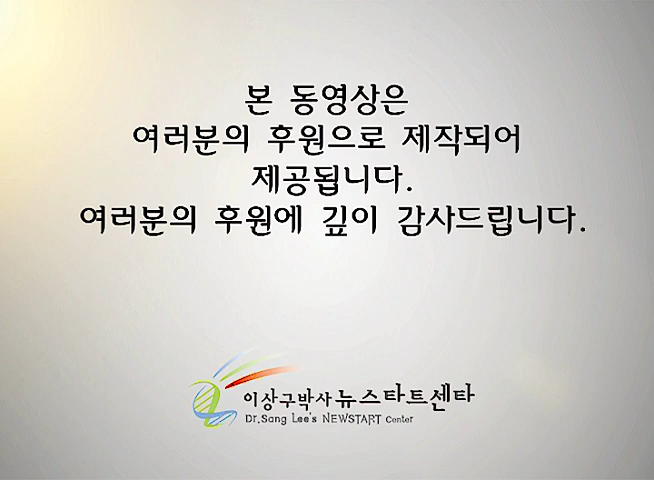 본 동영상은
여러분의 후원으로 제작되어
제공됩니다.
여러분의 후원에 깊이 감사드립니다.
이상구박사 뉴스타트센타
Dr.Sang Lee's NEWSTART Center